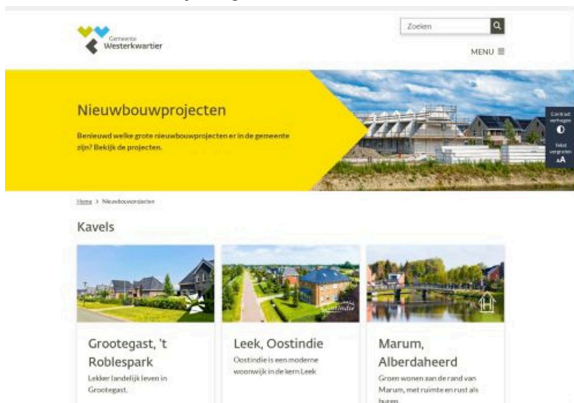 Gemeente
Westerkwartier
Zoeken
MENU
Nieuwbouwprojecten
Benieuwd welke grote nieuwbouwprojecten er in de gemeente
zijn? Bekijk de projecten.
Contrast
verhogen
Tekst
vergroten
AA
Home > Nieuwbouwprojecten
Kavels
Oostindie
Grootegast, 't
Roblespark
Lekker landelijk leven in
Grootegast.
Leek, Oostindie
Oostindie is een moderne
woonwijk in de kern Leek
Marum,
Alberdaheerd
Groen wonen aan de rand van
Marum, met ruimte en rust als
buren.